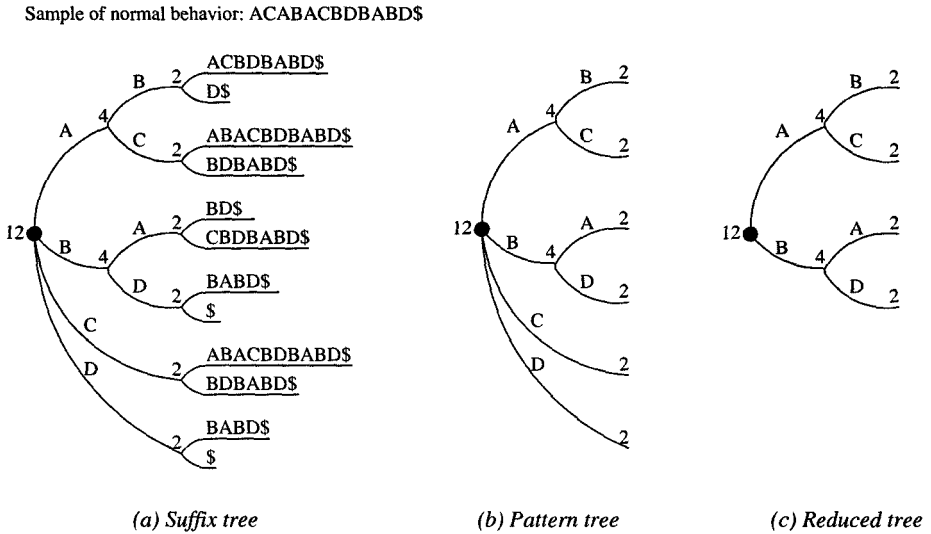 Sample of normal behavior: ACABACBDBABD$
ACBDBABD$
B 2
D$
4
A
C
ABACBDBABD$
2
BDBABD$
12
BD$
A 2
B
CBDBABD$
4
D
BABD$
2
$
C
ABACBDBABD$
D
2
BDBABD$
BABD$
2
$
B 2
4
A
C 2
12
A 2
B
4
D
2
C
D
2
2
B 2
4
A
C 2
12
A 2
B
4
D
2
(a) Suffix tree
(b) Pattern tree
(c) Reduced tree